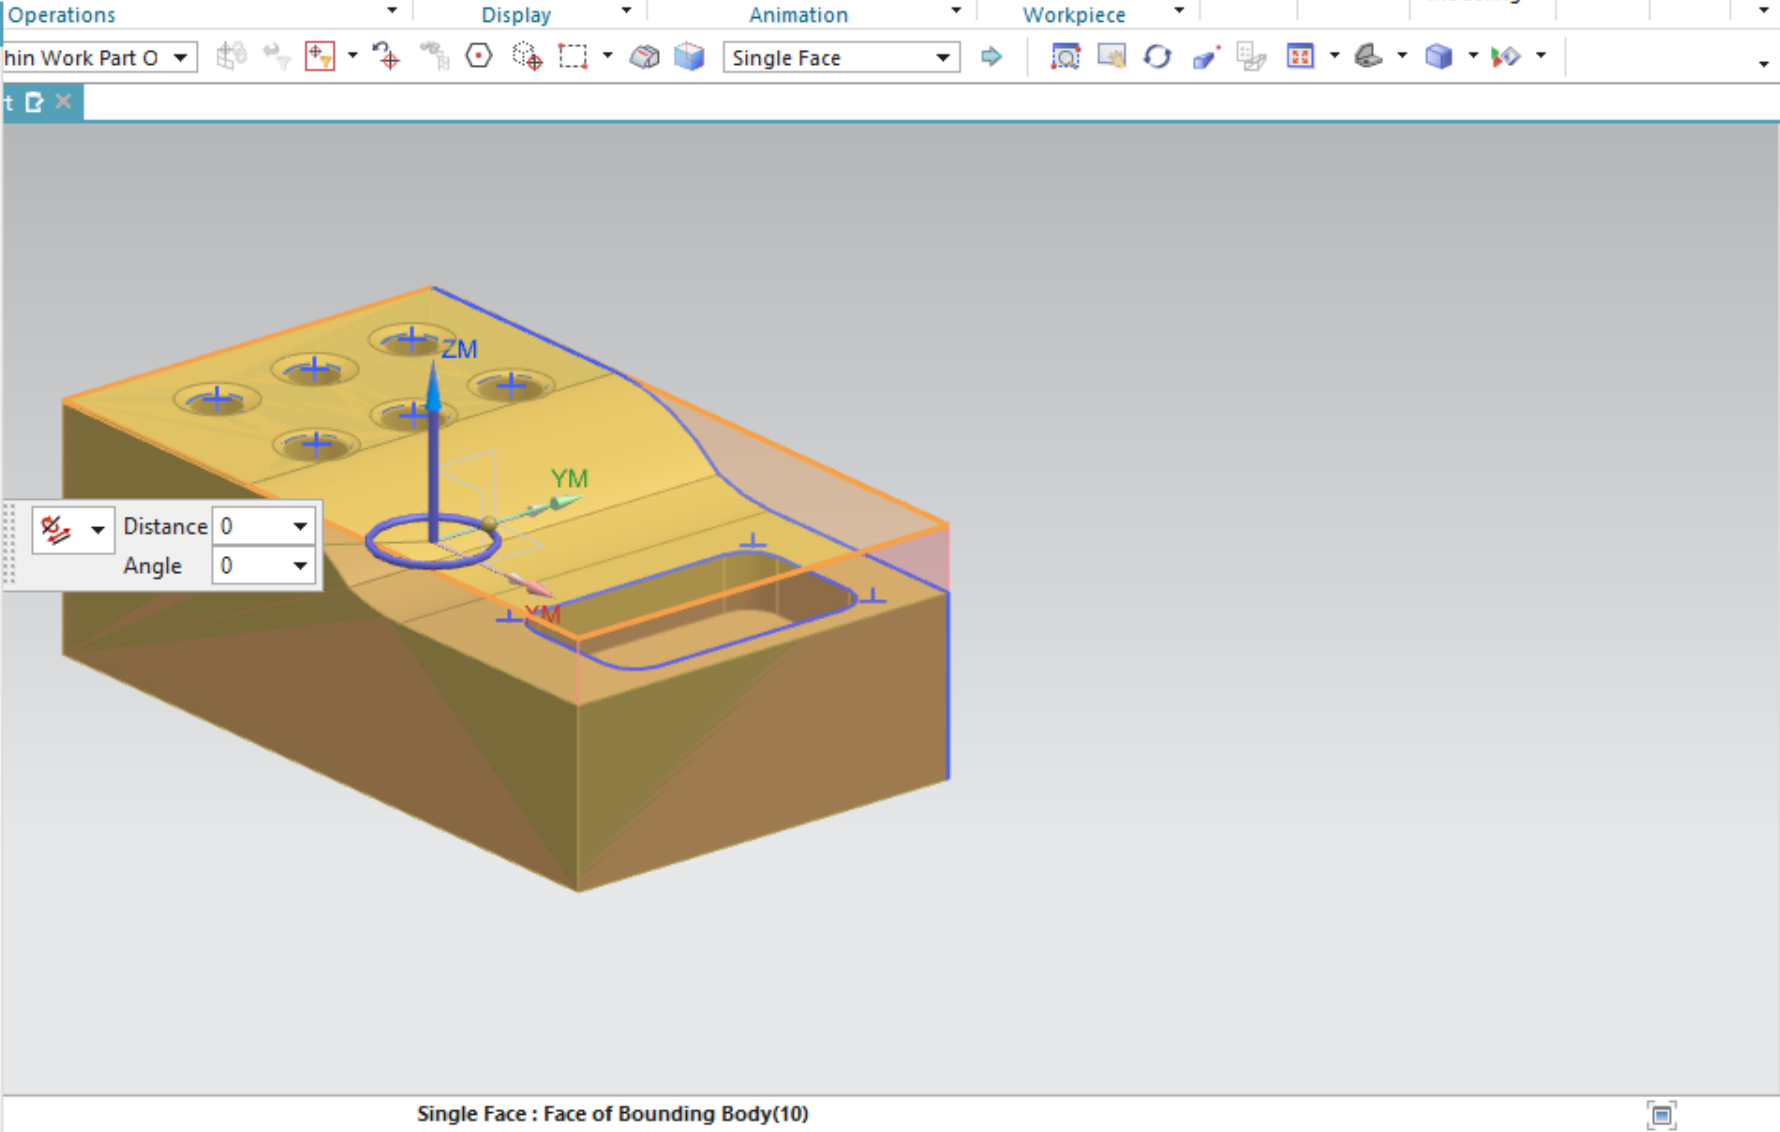 Operations
Display
Animation
Workpiece
hin Work Part O
Single Face
t
ZM
YM
Distance 0
Angle 0
YM
Single Face : Face of Bounding Body(10)